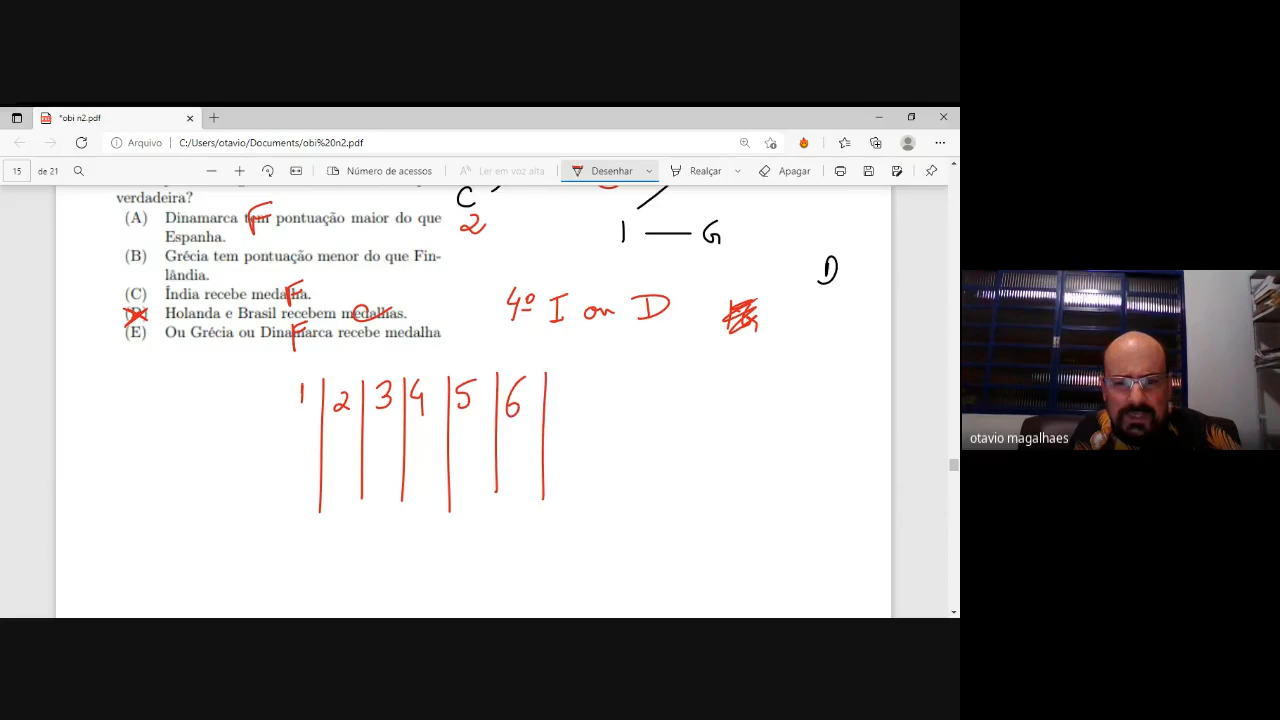 *obi n2.pdf
Arquivo | C:/Users/otavio/Documents/obi%20n2.pdf
15 de 21 Número de acessos Ler em voz alta Desenhar Realçar Apagar
verdadeira?
(A) Dinamarca tem pontuação maior do que
Espanha.
(B) Grécia tem pontuação menor do que Fin-
lândia.
(C) Índia recebe medalha.
(D) Holanda e Brasil recebem medalhas.
(E) Ou Grécia ou Dinamarca recebe medalha
F
F
F
C
2
I — G
D
4º I ou D
1 | 2 | 3 | 4 | 5 | 6 |
otavio magalhaes